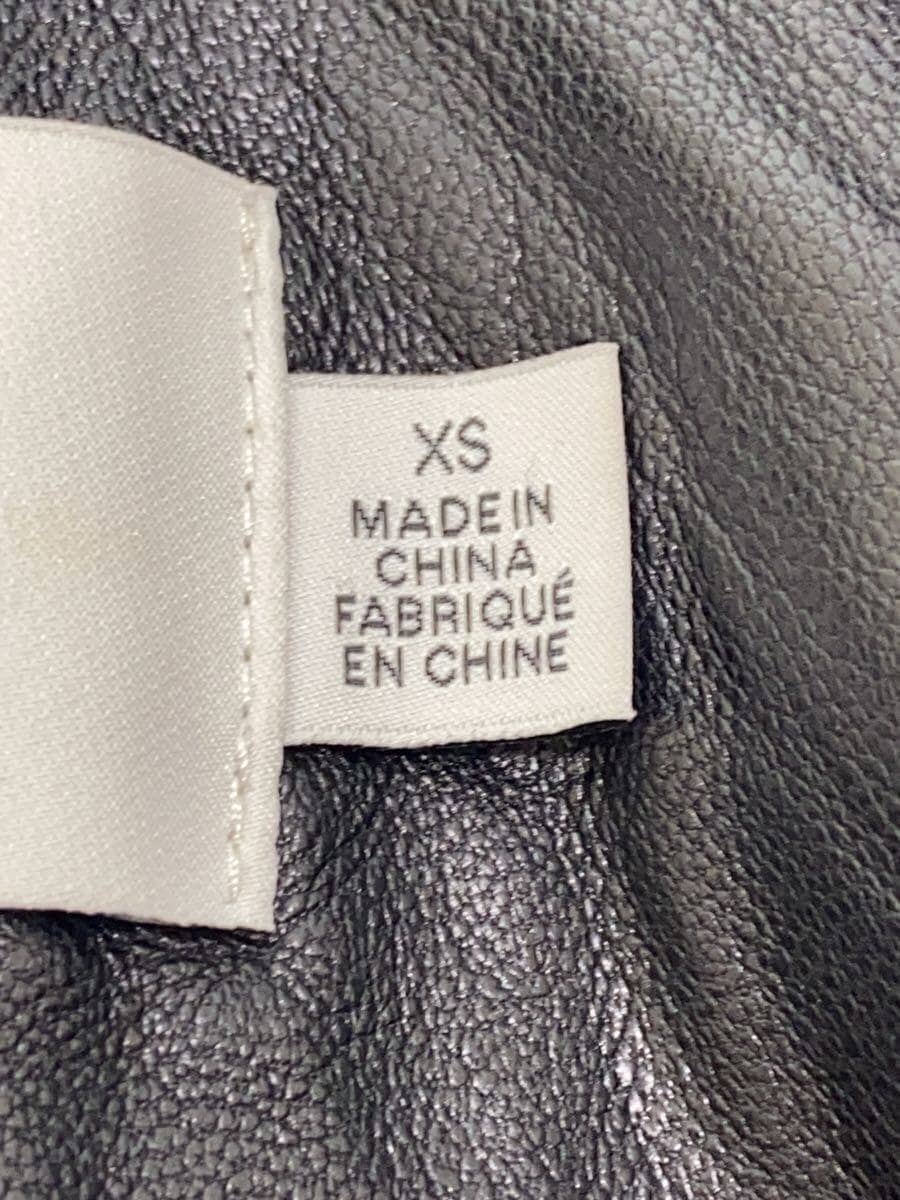 XS
MADE IN
CHINA
FABRIQUÉ
EN CHINE